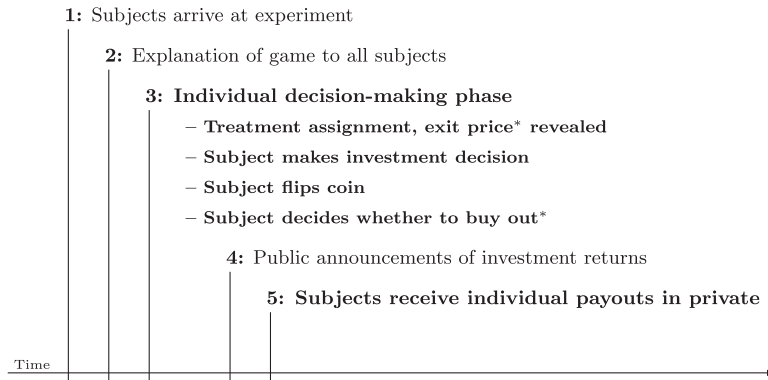 1: Subjects arrive at experiment
2: Explanation of game to all subjects
3: Individual decision-making phase
– Treatment assignment, exit price* revealed
– Subject makes investment decision
– Subject flips coin
– Subject decides whether to buy out*
4: Public announcements of investment returns
5: Subjects receive individual payouts in private
Time